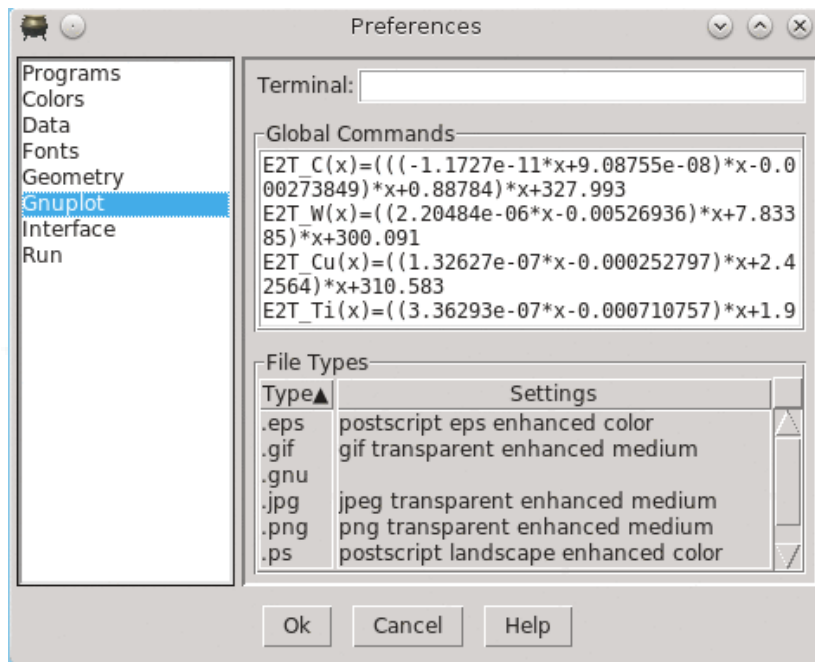 Preferences
Programs
Colors
Data
Fonts
Geometry
Gnuplot
Interface
Run
Terminal:
Global Commands
E2T_C(x)=(((-1.1727e-11*x+9.08755e-08)*x-0.0
00273849)*x+0.88784)*x+327.993
E2T_W(x)=((2.20484e-06*x-0.00526936)*x+7.833
85)*x+300.091
E2T_Cu(x)=((1.32627e-07*x-0.000252797)*x+2.4
2564)*x+310.583
E2T_Ti(x)=((3.36293e-07*x-0.000710757)*x+1.9
File Types
Type▲ Settings
.eps postscript eps enhanced color
.gif gif transparent enhanced medium
.gnu
.jpg jpeg transparent enhanced medium
.png png transparent enhanced medium
.ps postscript landscape enhanced color
Ok Cancel Help